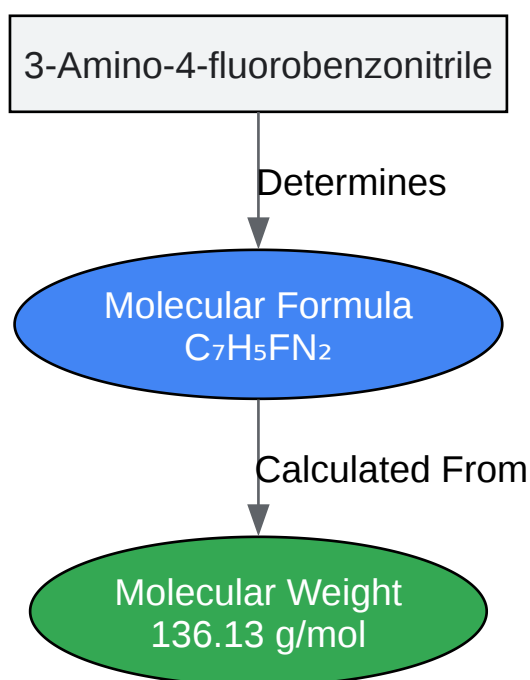 3-Amino-4-fluorobenzonitrile
Determines
Molecular Formula
C₇H₅FN₂
Calculated From
Molecular Weight
136.13 g/mol